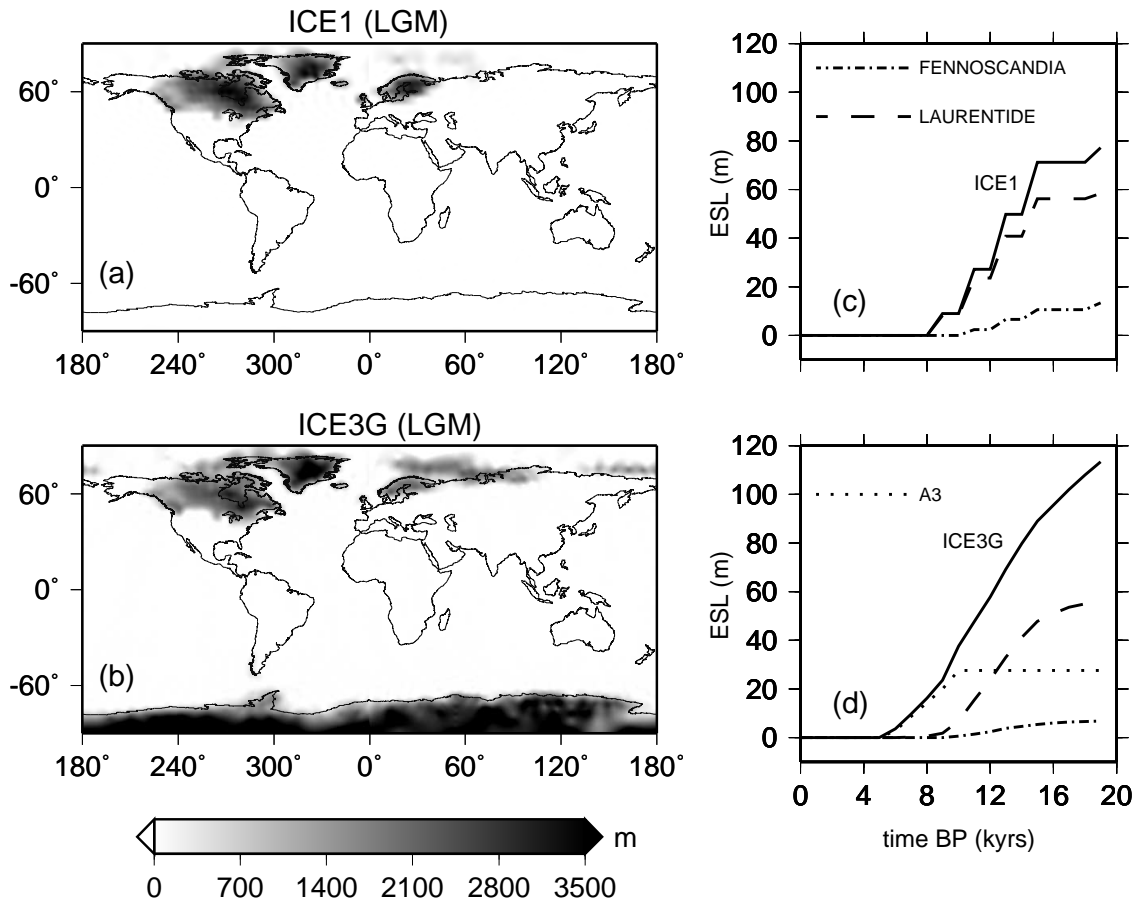 ICE1 (LGM)
60°
0°
-60°
(a)
180° 240° 300° 0° 60° 120° 180°
120
100
80
60
40
20
0
ESL (m)
FENNOSCANDIA
LAURENTIDE
ICE1
(c)
ICE3G (LGM)
60°
0°
-60°
(b)
180° 240° 300° 0° 60° 120° 180°
120
100
80
60
40
20
0
ESL (m)
A3
ICE3G
(d)
0 4 8 12 16 20
time BP (kyrs)
m
0 700 1400 2100 2800 3500